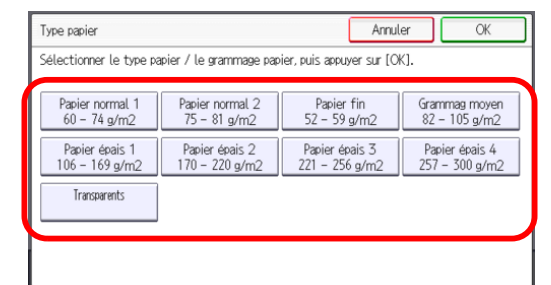 Type papier
Annuler
OK
Sélectionner le type papier / le grammage papier, puis appuyer sur [OK].
Papier normal 1
60 - 74 g/m2
Papier normal 2
75 - 81 g/m2
Papier fin
52 - 59 g/m2
Grammag moyen
82 - 105 g/m2
Papier épais 1
106 - 169 g/m2
Papier épais 2
170 - 220 g/m2
Papier épais 3
221 - 256 g/m2
Papier épais 4
257 - 300 g/m2
Transparents